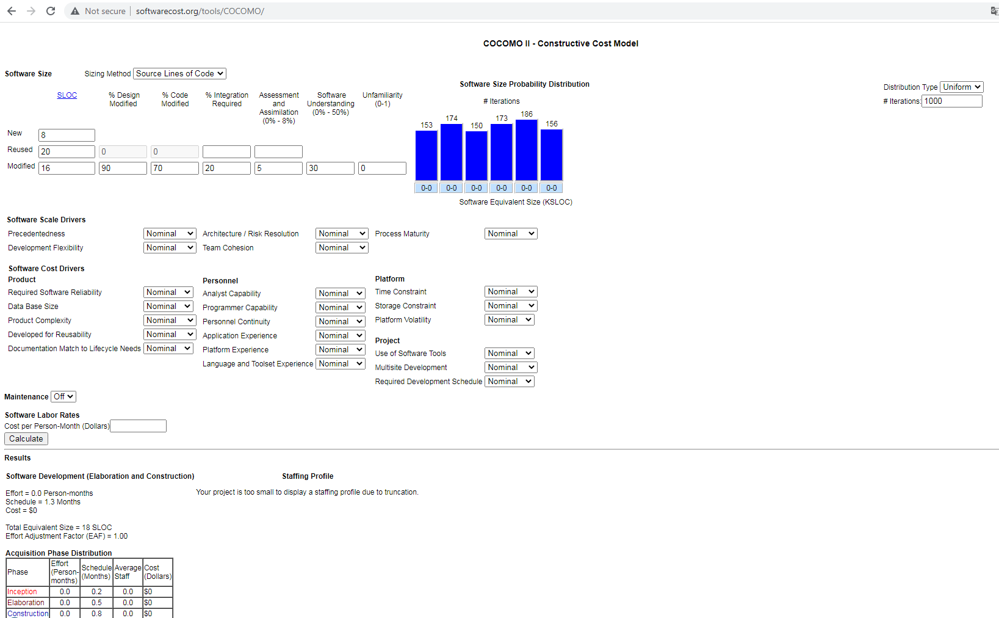 Not secure | softwarecost.org/tools/COCOMO/
COCOMO II - Constructive Cost Model
Software Size
Sizing Method Source Lines of Code
SLOC
% Design Modified
% Code Modified
% Integration Required
Assessment and Assimilation (0% - 8%)
Software Understanding (0% - 50%)
Unfamiliarity (0-1)
New 8
Reused 20 0 0
Modified 16 90 70 20 5 30 0
Software Size Probability Distribution
# Iterations
153 174 150 173 186 156
0-0 0-0 0-0 0-0 0-0 0-0
Software Equivalent Size (KSLOC)
Distribution Type Uniform
# Iterations: 1000
Software Scale Drivers
Precedentedness Nominal Architecture / Risk Resolution Nominal Process Maturity Nominal
Development Flexibility Nominal Team Cohesion Nominal
Software Cost Drivers
Product
Required Software Reliability Nominal
Data Base Size Nominal
Product Complexity Nominal
Developed for Reusability Nominal
Documentation Match to Lifecycle Needs Nominal
Personnel
Analyst Capability Nominal
Programmer Capability Nominal
Personnel Continuity Nominal
Application Experience Nominal
Platform Experience Nominal
Language and Toolset Experience Nominal
Platform
Time Constraint Nominal
Storage Constraint Nominal
Platform Volatility Nominal
Project
Use of Software Tools Nominal
Multisite Development Nominal
Required Development Schedule Nominal
Maintenance Off
Software Labor Rates
Cost per Person-Month (Dollars)
Calculate
Results
Software Development (Elaboration and Construction)
Effort = 0.0 Person-months
Schedule = 1.3 Months
Cost = $0
Total Equivalent Size = 18 SLOC
Effort Adjustment Factor (EAF) = 1.00
Staffing Profile
Your project is too small to display a staffing profile due to truncation.
Acquisition Phase Distribution
Phase Effort (Person-months) Schedule (Months) Average Staff Cost (Dollars)
Inception 0.0 0.2 0.0 $0
Elaboration 0.0 0.5 0.0 $0
Construction 0.0 0.8 0.0 $0